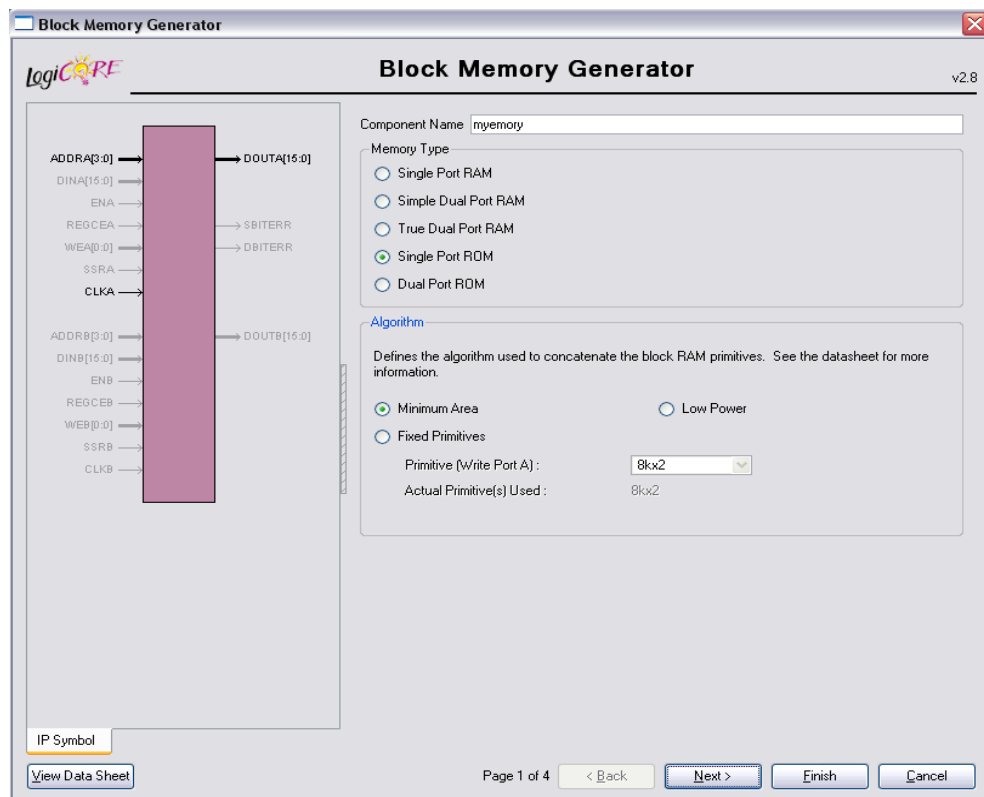 Block Memory Generator
LogiCORE
Block Memory Generator
v2.8
ADDRA[3:0]
DOUTA[15:0]
DINA[15:0]
ENA
REGCEA
SBITERR
WEA[0:0]
DBITERR
SSRA
CLKA
ADDRB[3:0]
DOUTB[15:0]
DINB[15:0]
ENB
REGCEB
WEB[0:0]
SSRB
CLKB
IP Symbol
View Data Sheet
Component Name myemory
Memory Type
Single Port RAM
Simple Dual Port RAM
True Dual Port RAM
Single Port ROM
Dual Port ROM
Algorithm
Defines the algorithm used to concatenate the block RAM primitives. See the datasheet for more
information.
Minimum Area
Low Power
Fixed Primitives
Primitive (Write Port A) : 8kx2
Actual Primitive(s) Used : 8kx2
Page 1 of 4
< Back
Next >
Finish
Cancel